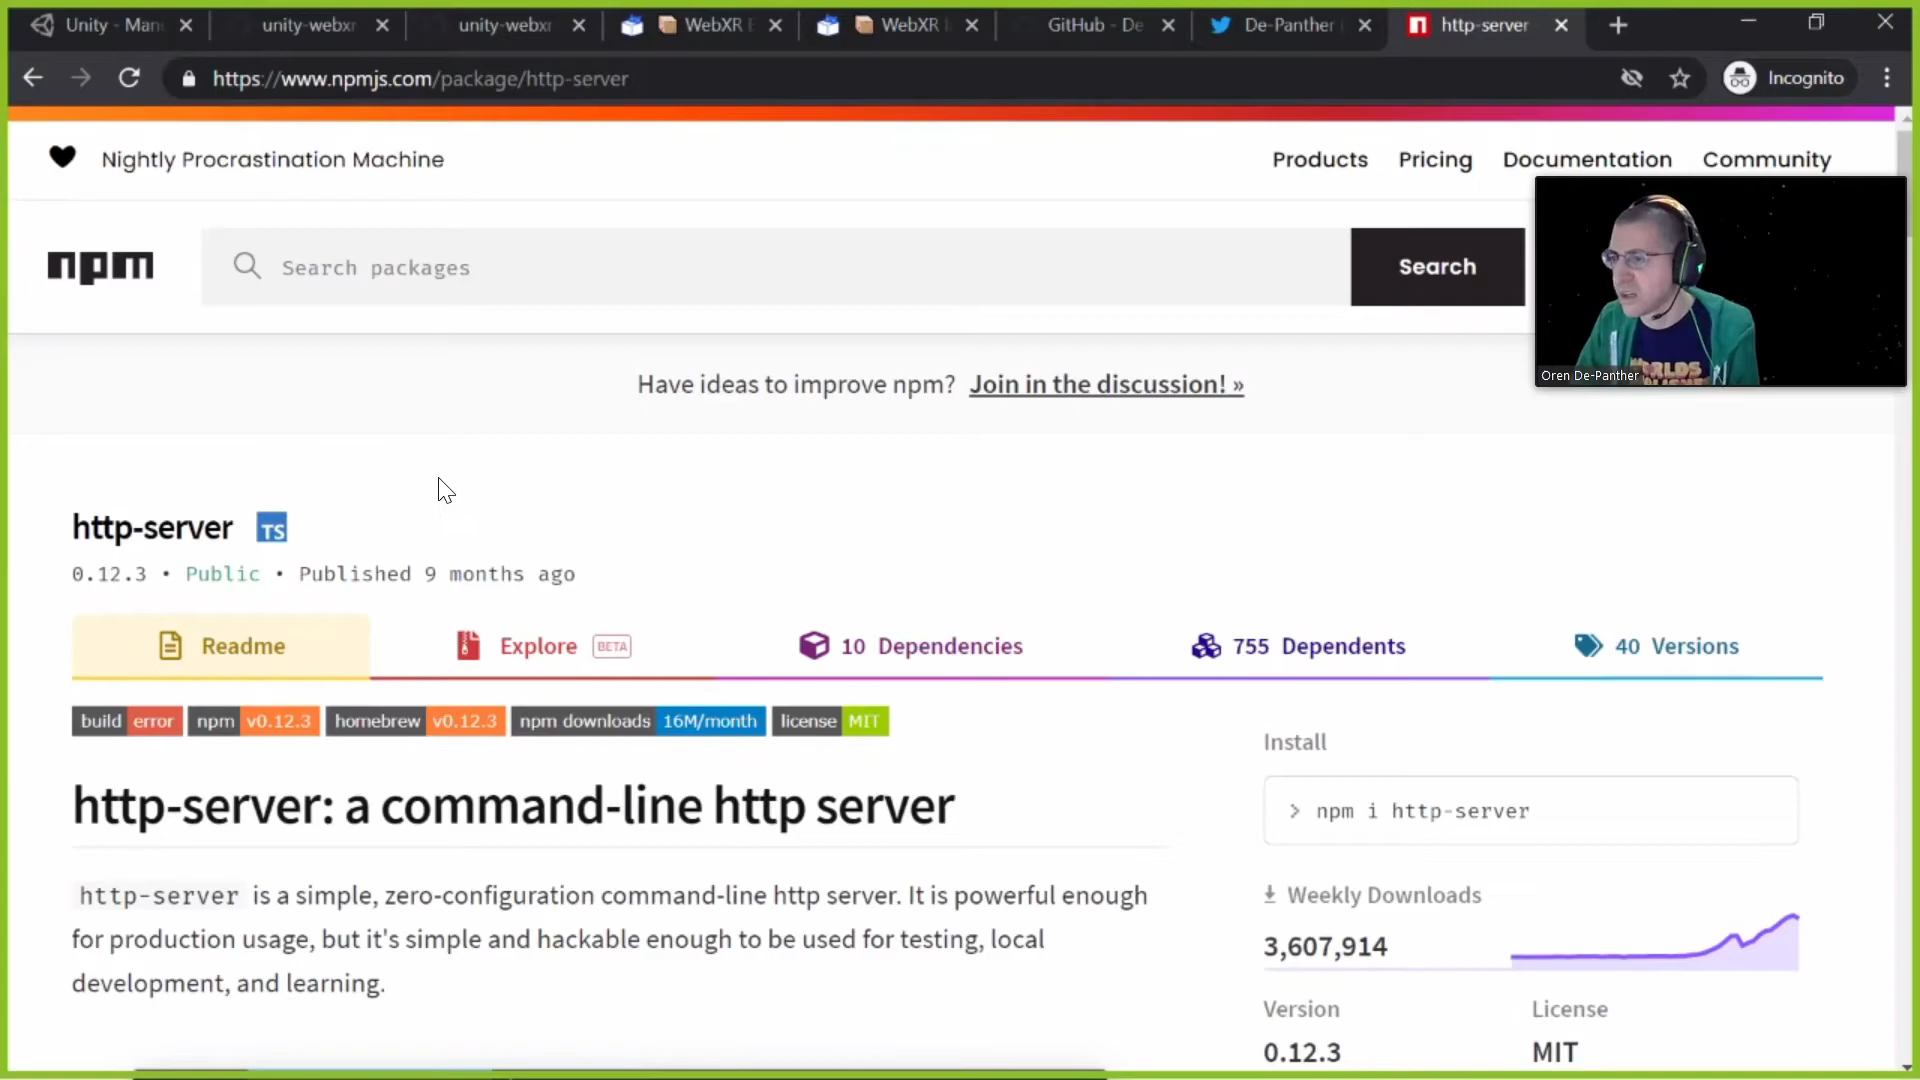 Unity - Man
unity-webxr
unity-webxr
WebXR E
WebXR
GitHub - De
De-Panther
http-server
https://www.npmjs.com/package/http-server
Incognito
Nightly Procrastination Machine
Products
Pricing
Documentation
Community
npm
Search packages
Search
Oren De-Panther
Have ideas to improve npm? Join in the discussion! »
http-server TS
0.12.3 • Public • Published 9 months ago
Readme
Explore BETA
10 Dependencies
755 Dependents
40 Versions
build error
npm v0.12.3
homebrew v0.12.3
npm downloads 16M/month
license MIT
http-server: a command-line http server
http-server is a simple, zero-configuration command-line http server. It is powerful enough
for production usage, but it's simple and hackable enough to be used for testing, local
development, and learning.
Install
> npm i http-server
Weekly Downloads
3,607,914
Version
License
0.12.3
MIT